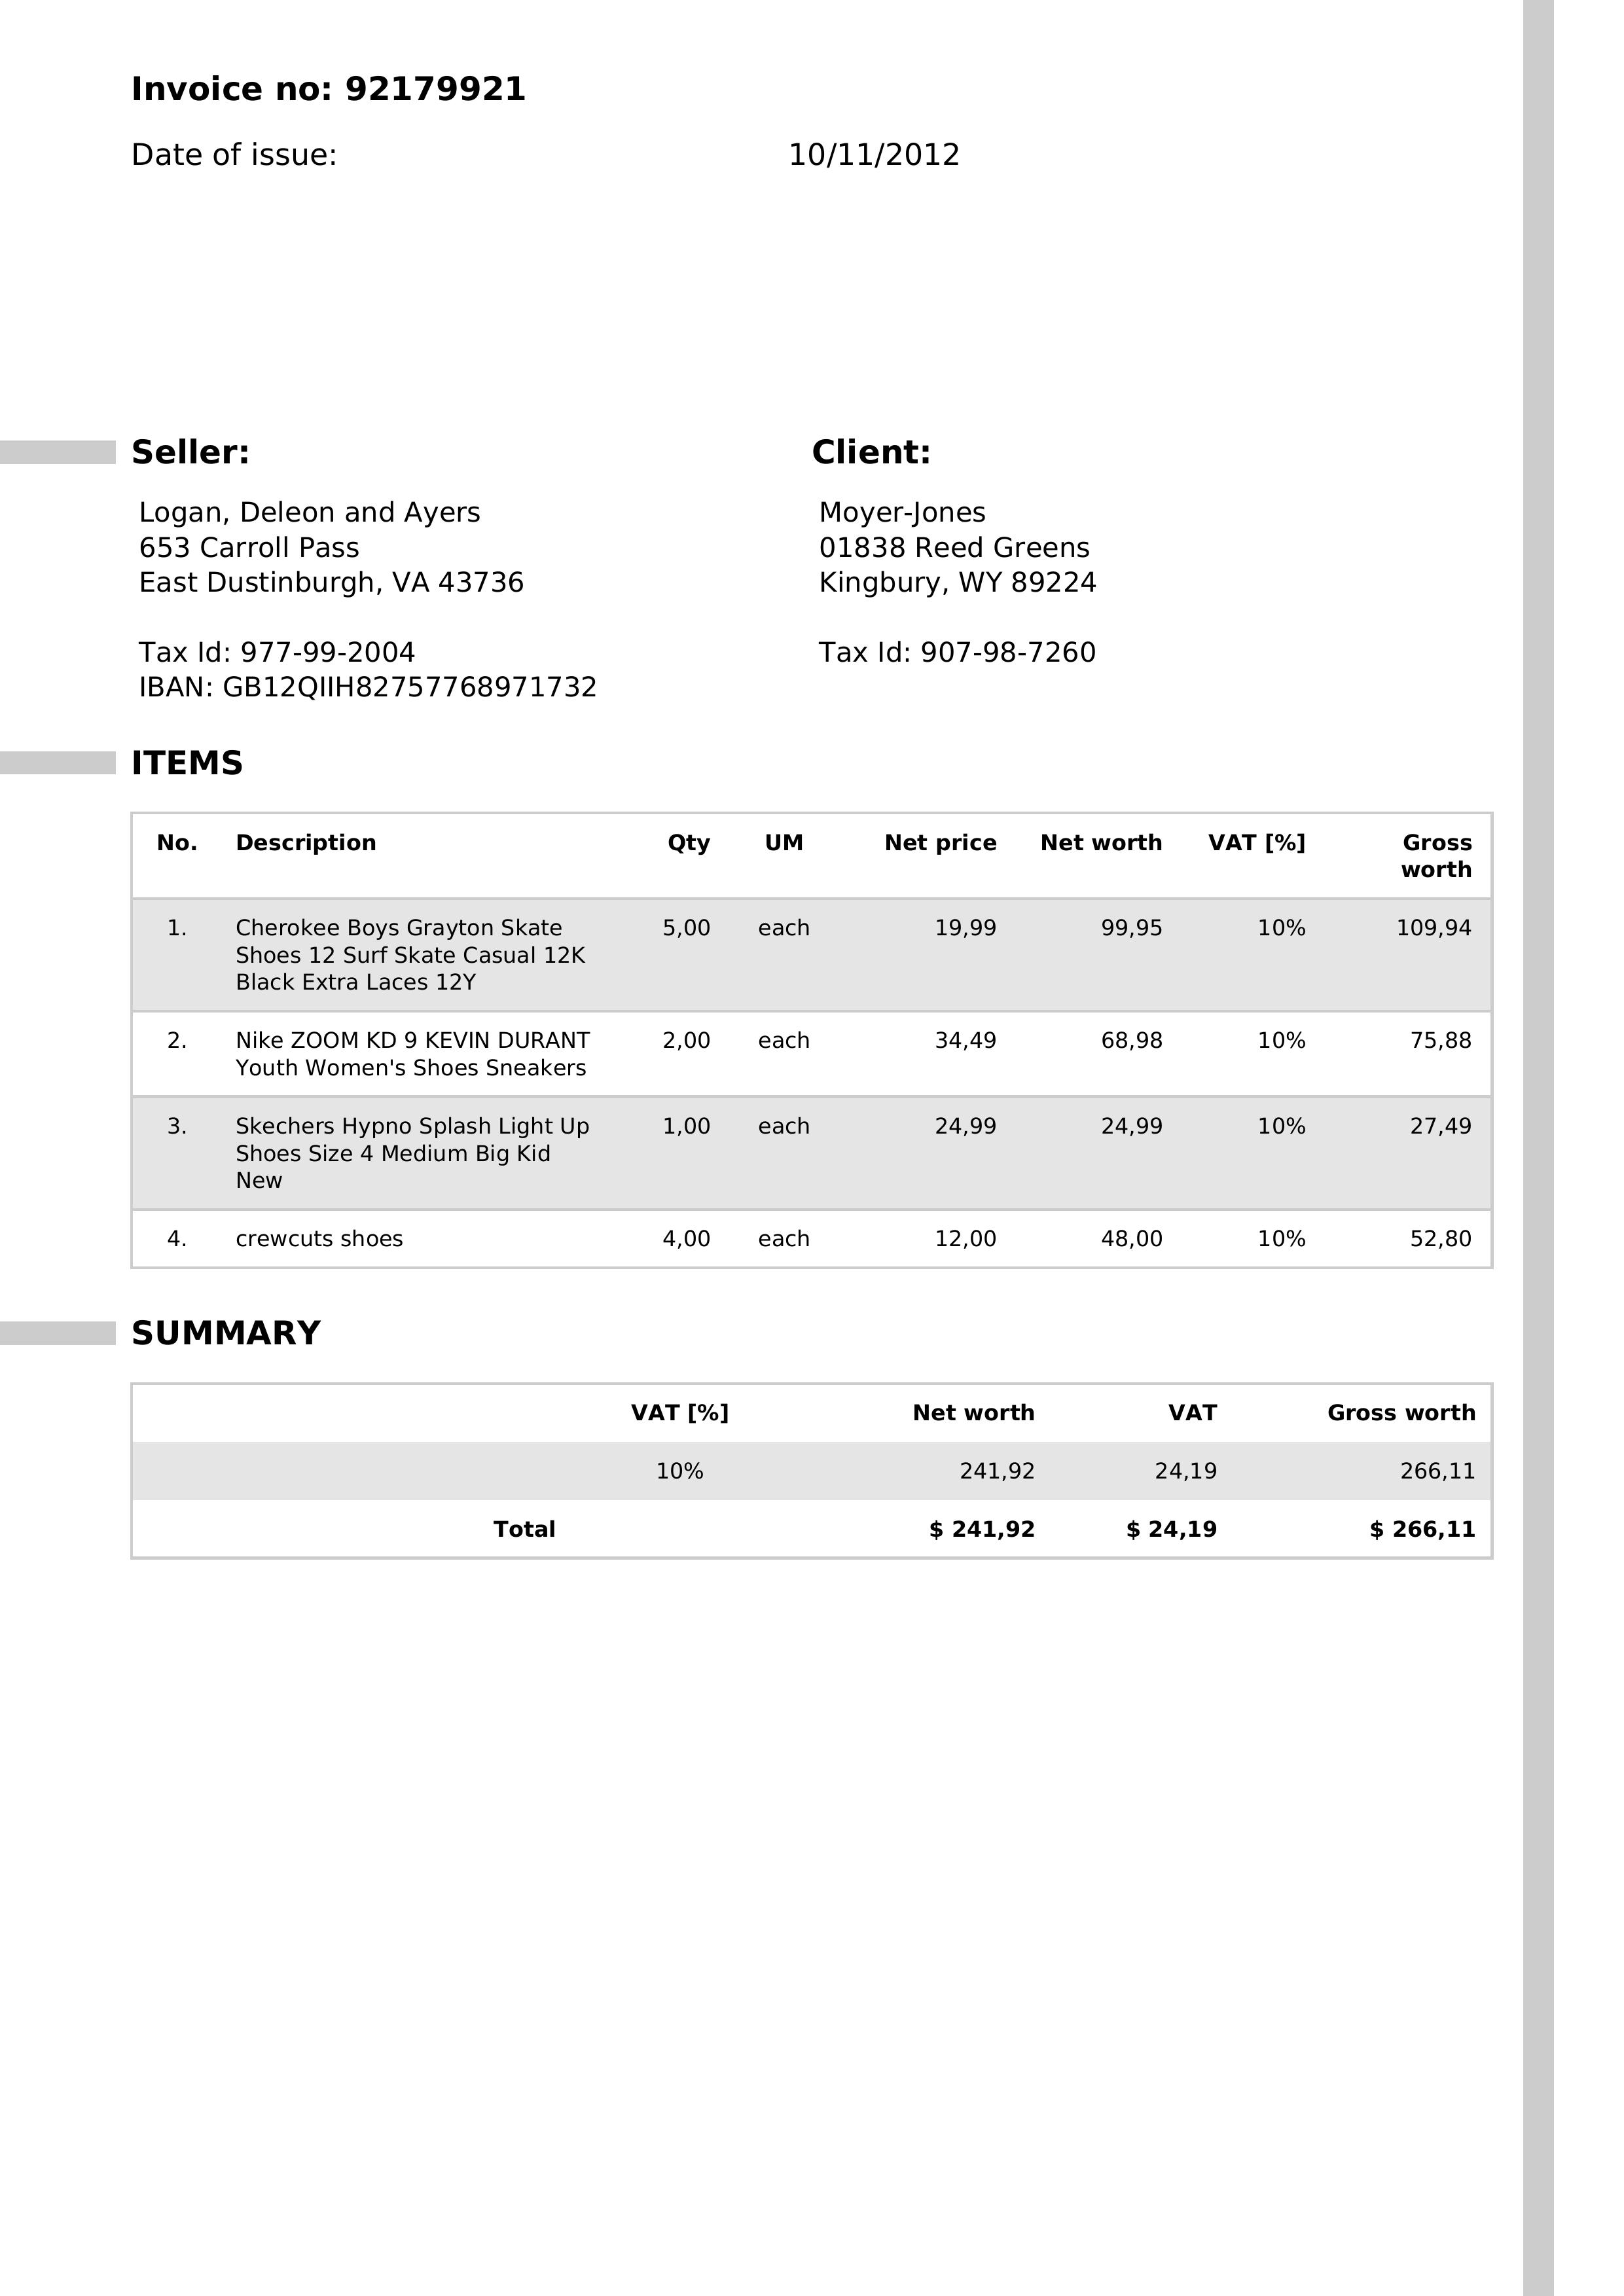 Invoice no: 92179921
Date of issue: 10/11/2012
Seller: Client:
Logan, Deleon and Ayers Moyer-Jones
653 Carroll Pass 01838 Reed Greens
East Dustinburgh, VA 43736 Kingbury, WY 89224
Tax Id: 977-99-2004 Tax Id: 907-98-7260
IBAN: GB12QIIH82757768971732
ITEMS
No. Description Qty UM Net price Net worth VAT [%] Gross
worth
1. Cherokee Boys Grayton Skate 5,00 each 19,99 99,95 10% 109,94
Shoes 12 Surf Skate Casual 12K
Black Extra Laces 12Y
2. Nike ZOOM KD 9 KEVIN DURANT 2,00 each 34,49 68,98 10% 75,88
Youth Women's Shoes Sneakers
3. Skechers Hypno Splash Light Up 1,00 each 24,99 24,99 10% 27,49
Shoes Size 4 Medium Big Kid
New
4. crewcuts shoes 4,00 each 12,00 48,00 10% 52,80
SUMMARY
VAT [%] Net worth VAT Gross worth
10% 241,92 24,19 266,11
Total $ 241,92 $ 24,19 $ 266,11